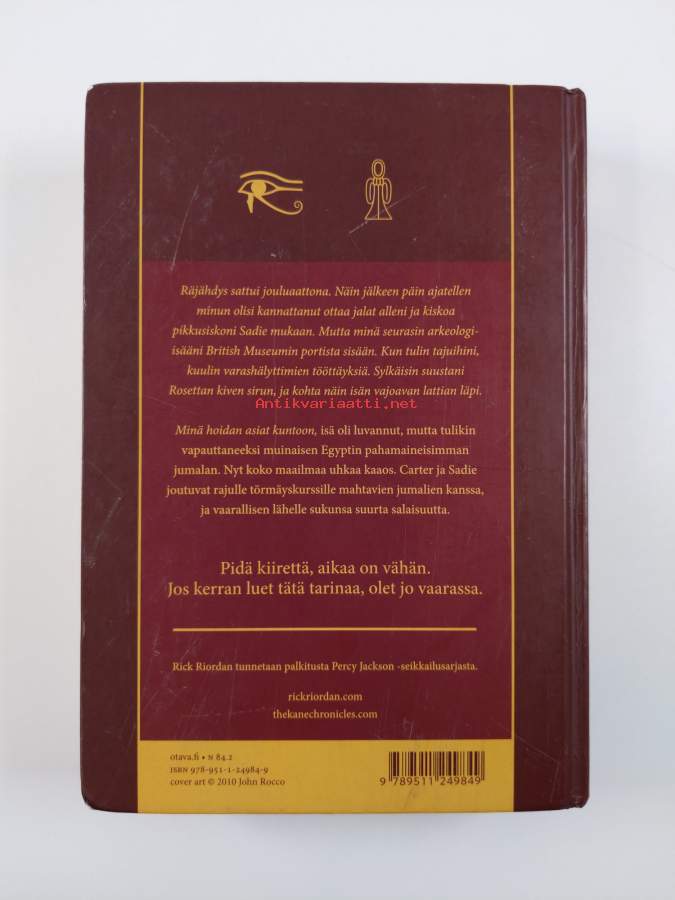 Räjähdys sattui jouluaattona. Näin jälkeen päin ajatellen
minun olisi kannattanut ottaa jalat alleni ja kiskoa
pikkusiskoni Sadie mukaan. Mutta minä seurasin arkeologi-
isääni British Museumin portista sisään. Kun tulin tajuihini,
kuulin varashälyttimien tööttäyksiä. Sylkäisin suustani
Rosettan kiven sirun, ja kohta näin isän vajoavan lattian läpi.
Antikvariaatti.net
Minä hoidan asiat kuntoon, isä oli luvannut, mutta tulikin
vapauttaneeksi muinaisen Egyptin pahamaineisimman
jumalan. Nyt koko maailmaa uhkaa kaaos. Carter ja Sadie
joutuvat rajulle törmäyskurssille mahtavien jumalien kanssa,
ja vaarallisen lähelle sukunsa suurta salaisuutta.
Pidä kiirettä, aikaa on vähän.
Jos kerran luet tätä tarinaa, olet jo vaarassa.
Rick Riordan tunnetaan palkitusta Percy Jackson -seikkailusarjasta.
rickriordan.com
thekanechronicles.com
otava.fi • N 84.2
ISBN 978-951-1-24984-9
cover art © 2010 John Rocco
9 789511 249849